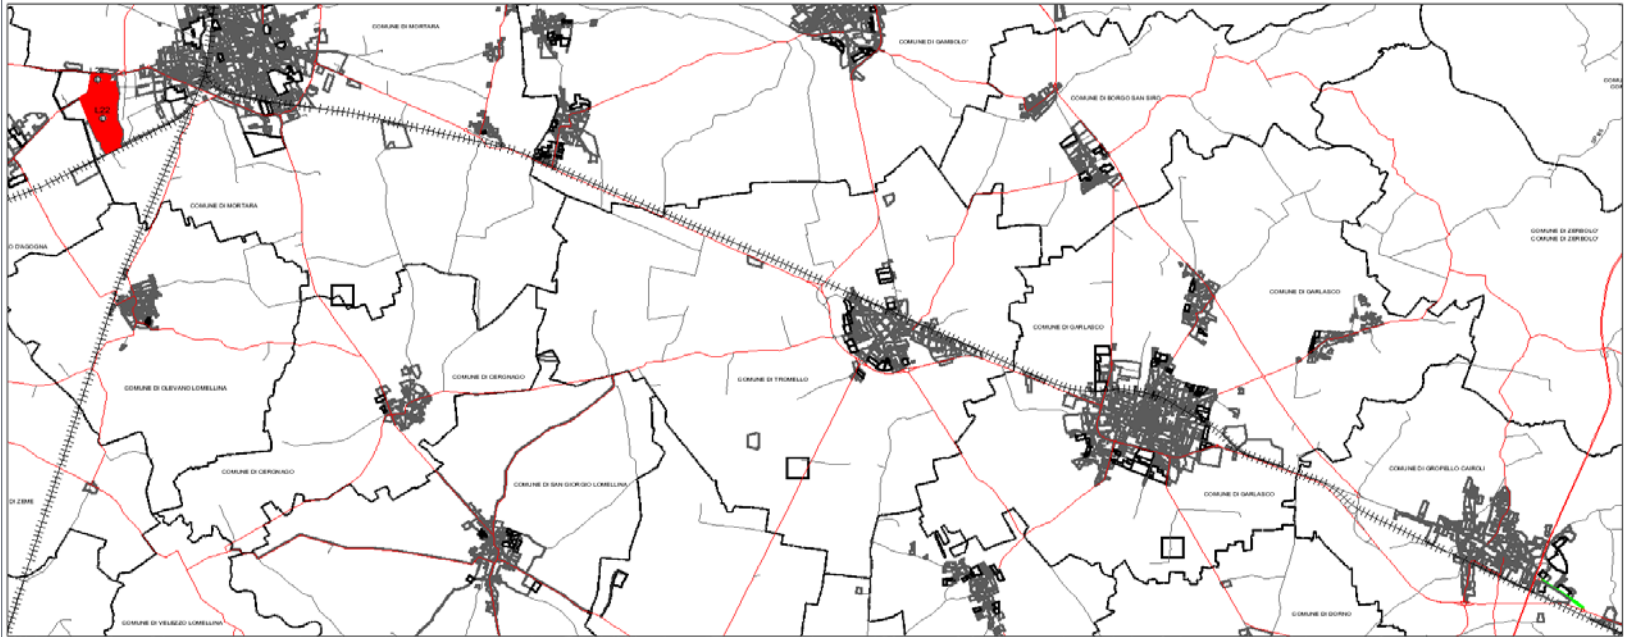 COMUNE DI MORTARA
COMUNE DI GAMBOLO'
L22
COMUNE DI BORGO SAN SIRO
COMUNE DI MORTARA
O D'AGOGNA
COMUNE DI ZERBOLO'
COMUNE DI ZERBOLO'
COMUNE DI GARLASCO
COMUNE DI GARLASCO
COMUNE DI CERGNAGO
COMUNE DI TROMELLO
COMUNE DI OLEVANO LOMELLINA
COMUNE DI CERGNAGO
COMUNE DI GROPELLO CAIROLI
COMUNE DI SAN GIORGIO LOMELLINA
COMUNE DI GARLASCO
DI ZEME
COMUNE DI DORNO
COMUNE DI VELEZZO LOMELLINA